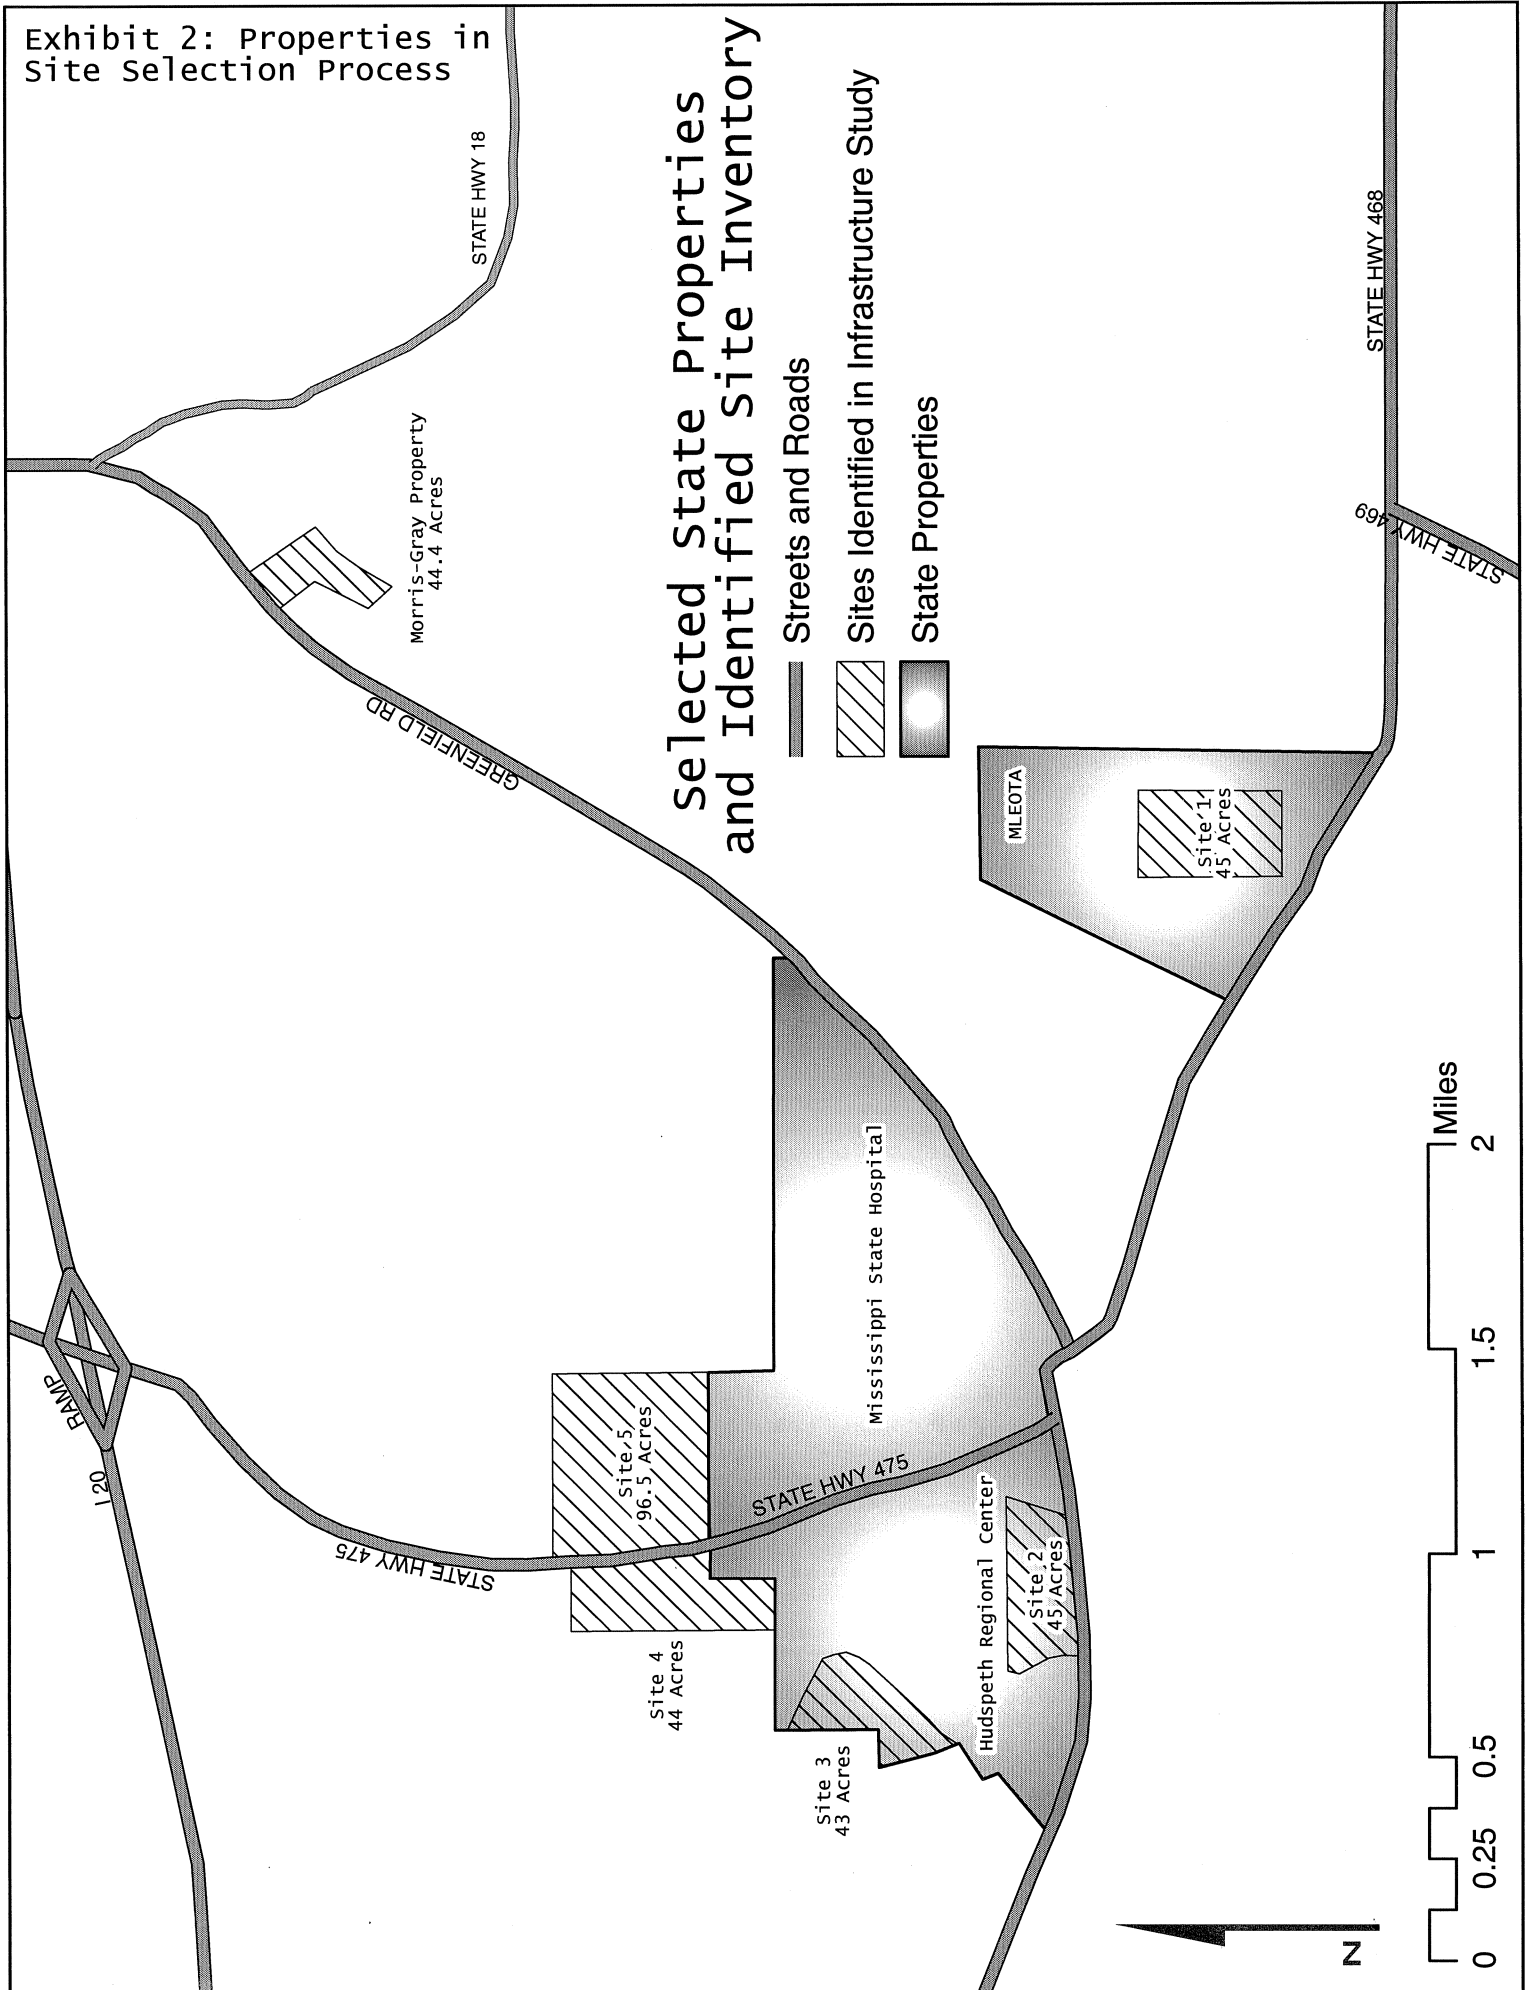 Exhibit 2: Properties in
Site Selection Process
Selected State Properties
and Identified Site Inventory
Streets and Roads
Sites Identified in Infrastructure Study
State Properties
STATE HWY 18
Morris-Gray Property
44.4 Acres
GREENFIELD RD
RAMP
I 20
STATE HWY 475
Site 5
96.5 Acres
Site 4
44 Acres
STATE HWY 475
Mississippi State Hospital
Site 3
43 Acres
Hudspeth Regional Center
Site 2
45 Acres
MLEOTA
Site 1
45 Acres
STATE HWY 468
STATE HWY 469
N
0 0.25 0.5 1 1.5 2
Miles